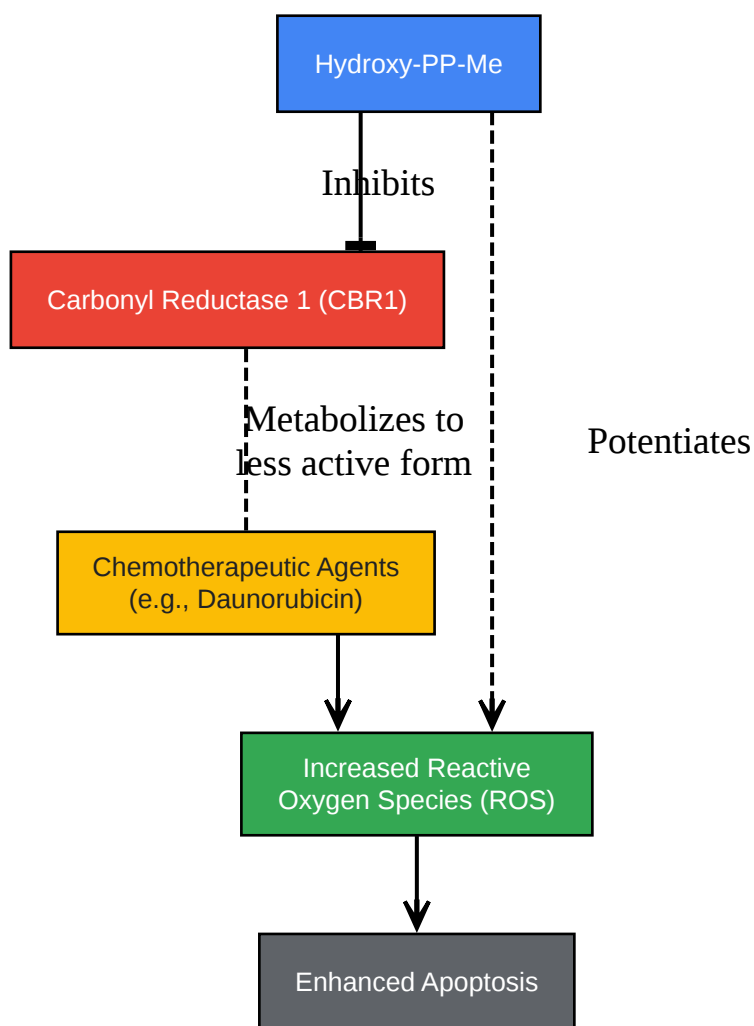 Hydroxy-PP-Me
Inhibits
Carbonyl Reductase 1 (CBR1)
Metabolizes to
less active form
Potentiates
Chemotherapeutic Agents
(e.g., Daunorubicin)
Increased Reactive
Oxygen Species (ROS)
Enhanced Apoptosis